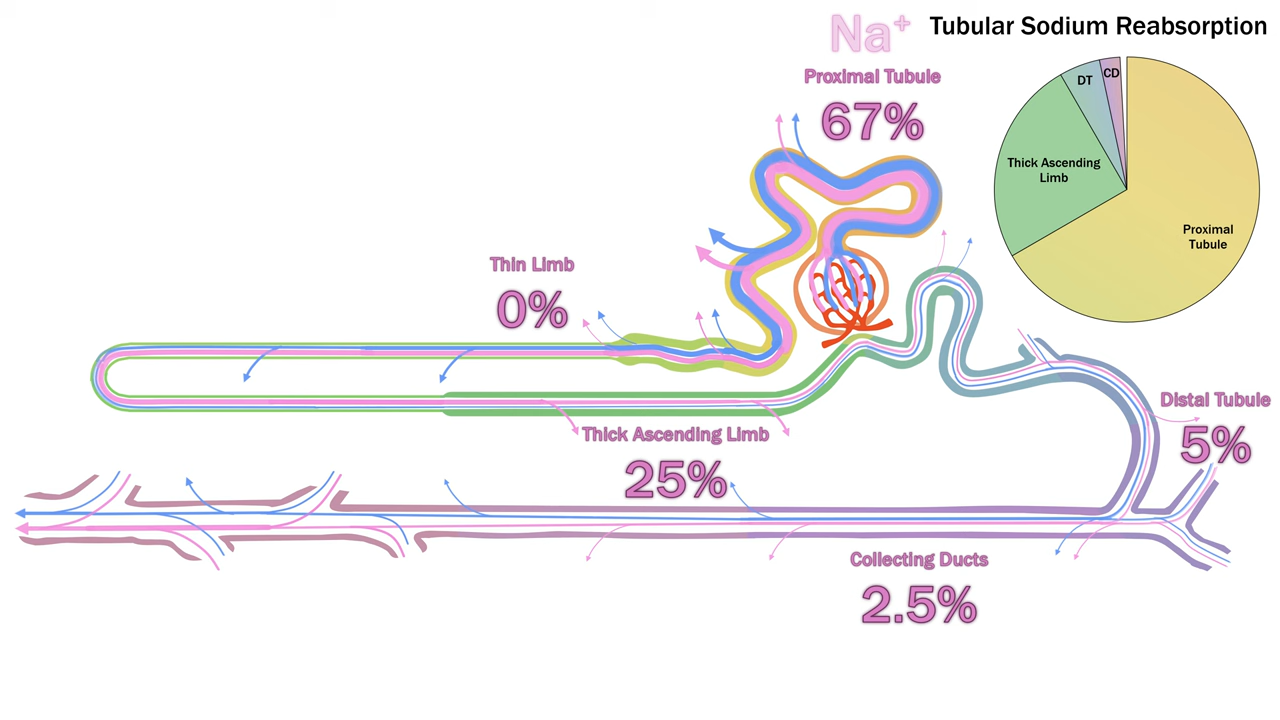 Na⁺
Tubular Sodium Reabsorption
Proximal Tubule
67%
DT
CD
Thick Ascending
Limb
Proximal
Tubule
Thin Limb
0%
Distal Tubule
5%
Thick Ascending Limb
25%
Collecting Ducts
2.5%